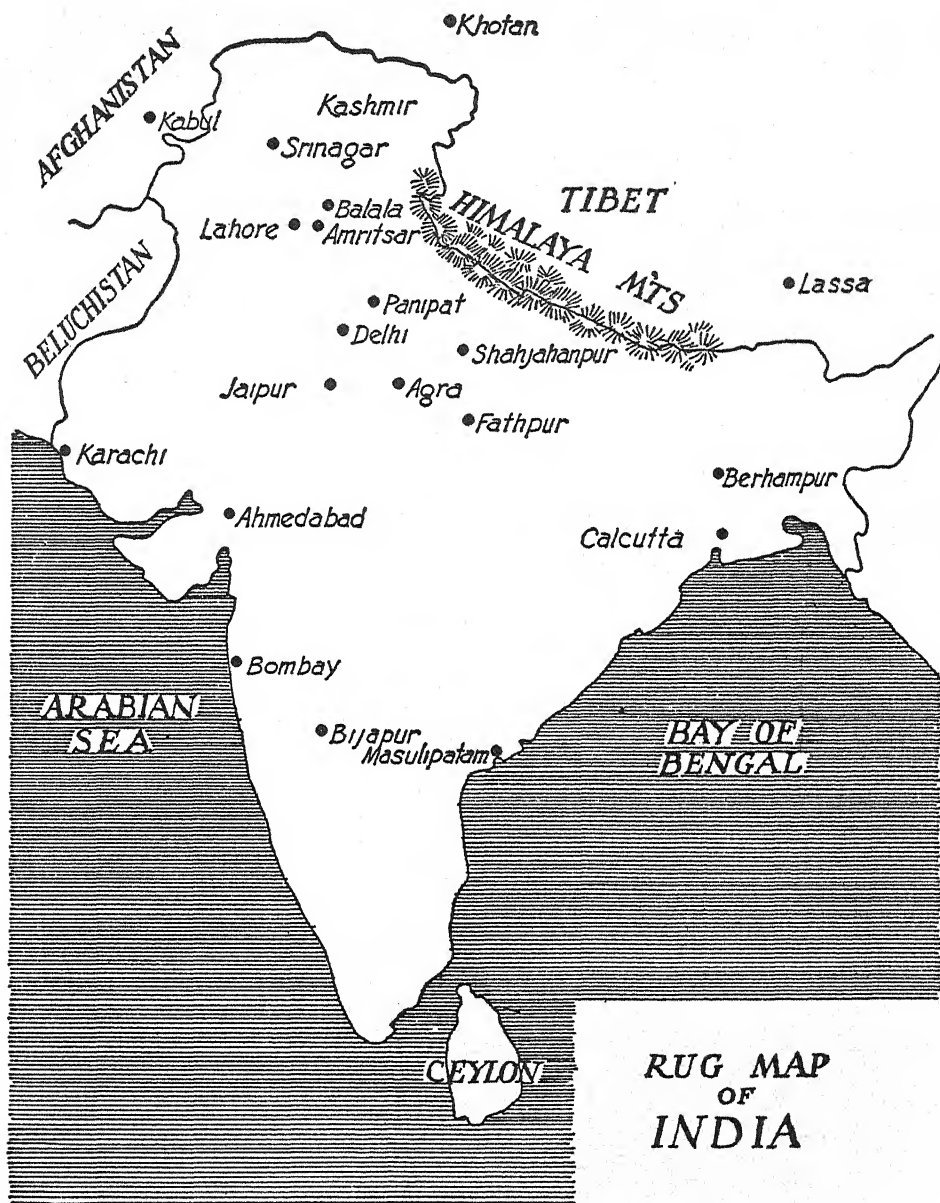 Khotan
AFGHANISTAN
Kabul
Kashmir
Srinagar
TIBET
HIMALAYA M'TS
Balala
Lahore
Amritsar
BELUCHISTAN
Lassa
Panipat
Delhi
Shahjahanpur
Jaipur
Agra
Fathpur
Karachi
Berhampur
Ahmedabad
Calcutta
Bombay
ARABIAN
SEA
Bijapur
Masulipatam
BAY OF
BENGAL
CEYLON
RUG MAP
OF
INDIA